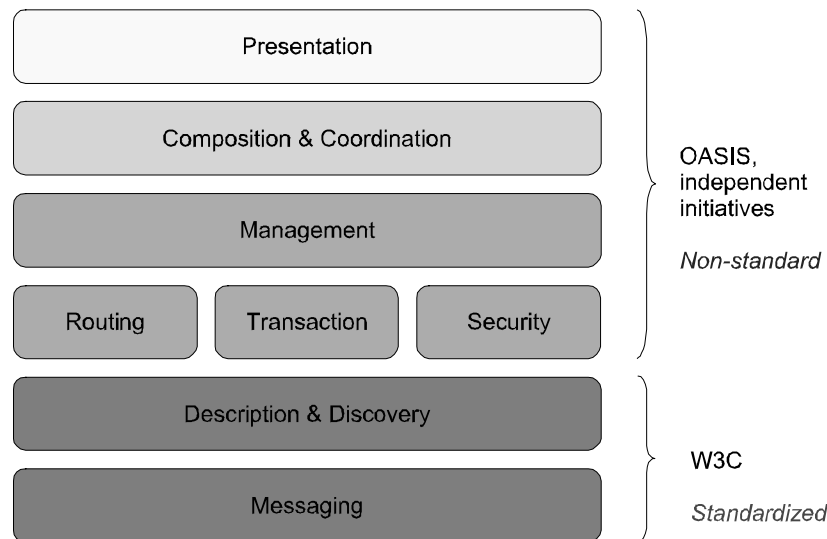 Presentation
Composition & Coordination
Management
Routing
Transaction
Security
Description & Discovery
Messaging
OASIS,
independent
initiatives
Non-standard
W3C
Standardized